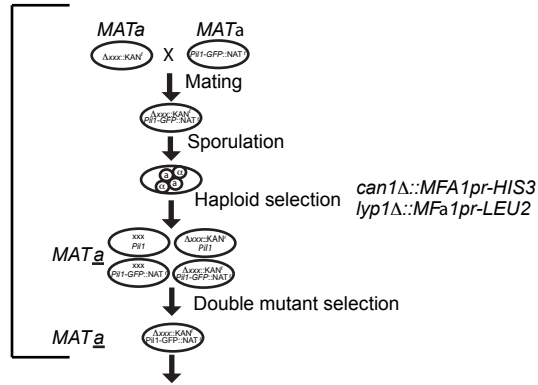 MATa MATa
Δxxx::KANʳ X Pil1-GFP::NATᴿ
Mating
Δxxx::KANʳ
Pil1-GFP::NATᴿ
Sporulation
a α
α a
Haploid selection
can1Δ::MFA1pr-HIS3
lyp1Δ::MFa1pr-LEU2
MATa
xxx
Pil1
Δxxx::KANʳ
Pil1
xxx
Pil1-GFP::NATᴿ
Δxxx::KANʳ
Pil1-GFP::NATᴿ
Double mutant selection
MATa
Δxxx::KANʳ
Pil1-GFP::NATᴿ